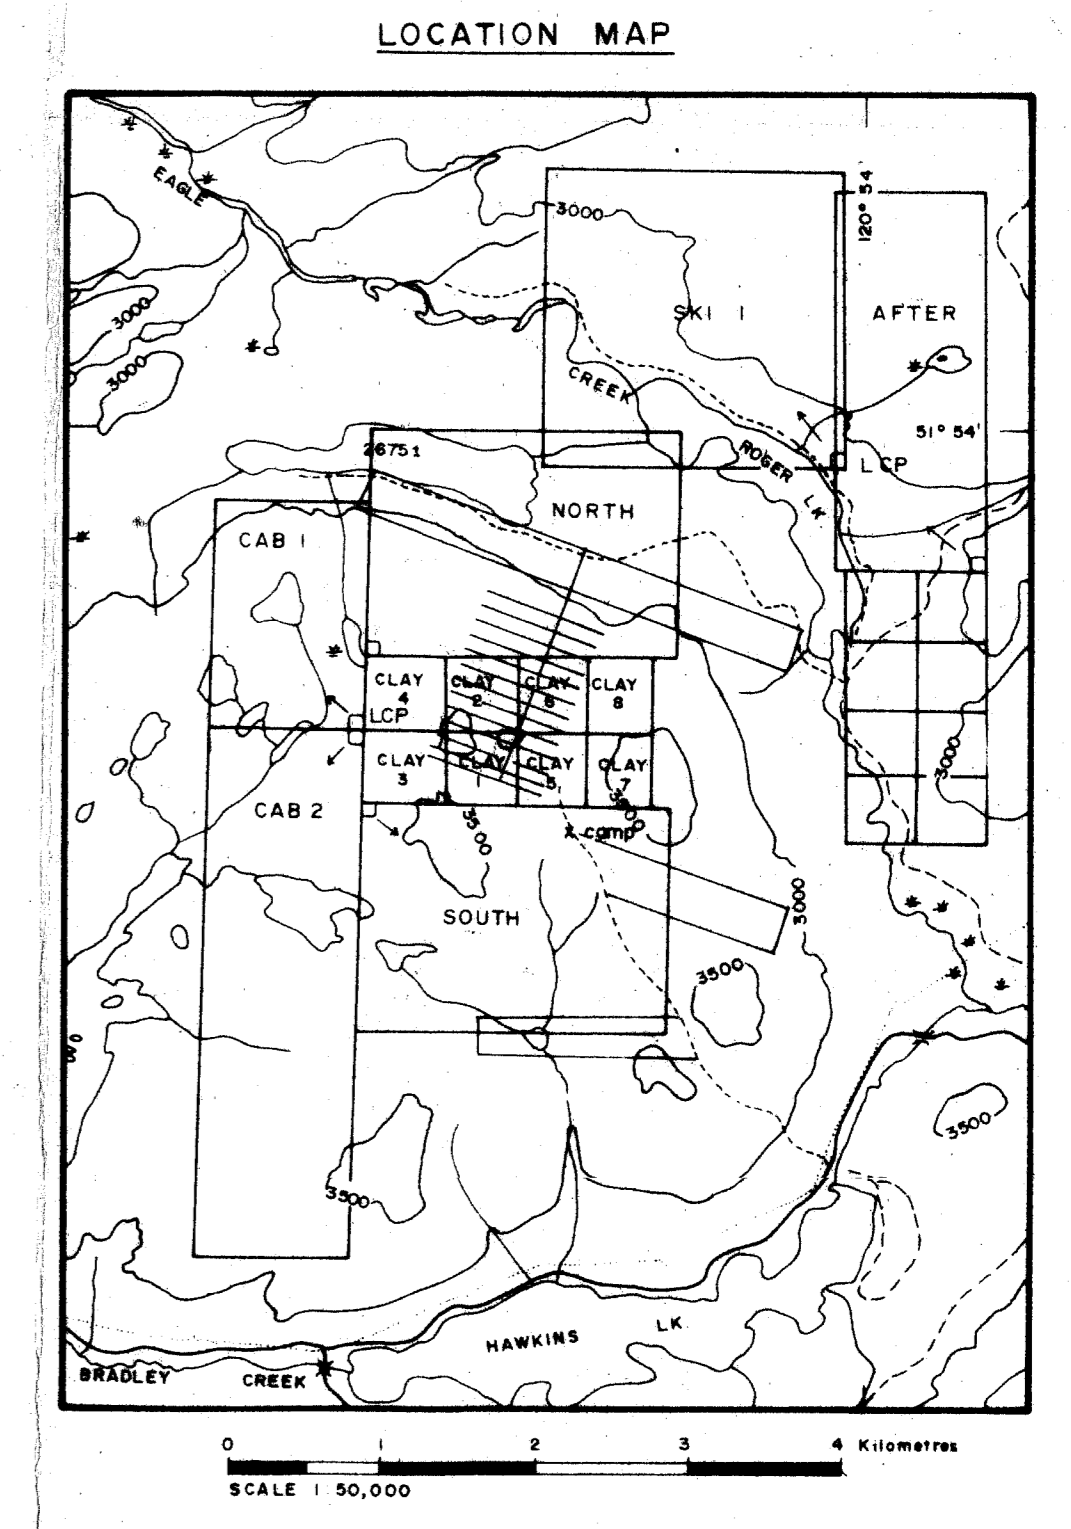 LOCATION MAP
EAGLE
120° 54'
3000
3000
SKI 1
AFTER
3000
CREEK
51° 54'
26751
ROGER LK
LCP
NORTH
CAB 1
CLAY 4
CLAY 2
CLAY 6
CLAY 8
LCP
3000
CLAY 3
CLAY 1
CLAY 5
CLAY 7
CAB 2
3500
3500
x camp
3000
SOUTH
3500
3500
3500
HAWKINS LK
BRADLEY CREEK
0 1 2 3 4 Kilometres
SCALE 1:50,000